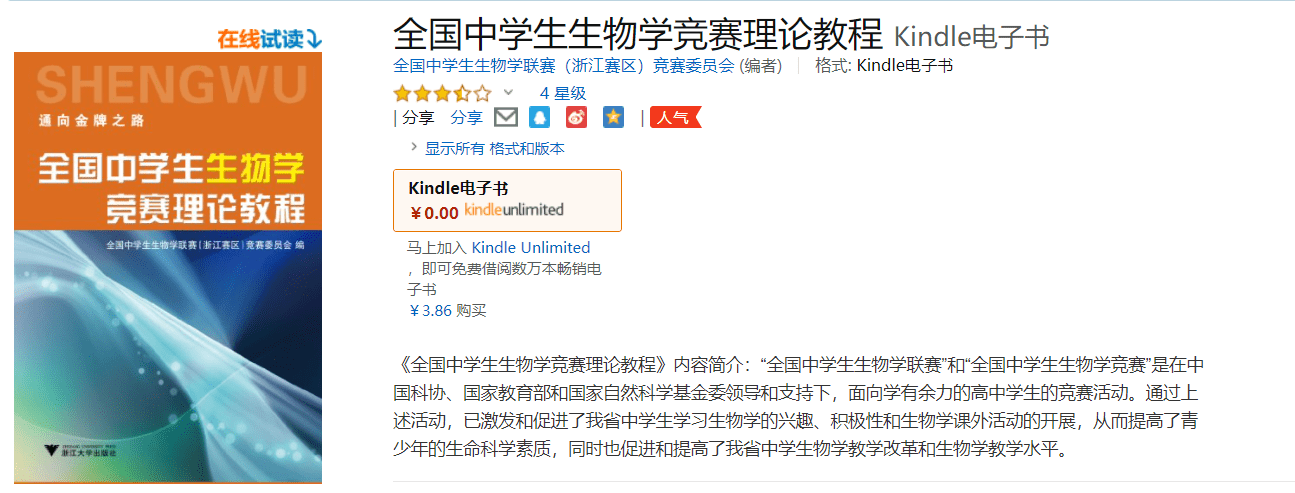 在线试读
SHENGWU
通向金牌之路
全国中学生生物学
竞赛理论教程
全国中学生生物学联赛(浙江赛区)竞赛委员会 编
浙江大学出版社
全国中学生生物学竞赛理论教程 Kindle电子书
全国中学生生物学联赛（浙江赛区）竞赛委员会 (编者) | 格式: Kindle电子书
4 星级
| 分享 分享 | 人气
显示所有 格式和版本
Kindle电子书
￥0.00 kindleunlimited
马上加入 Kindle Unlimited
，即可免费借阅数万本畅销电
子书
￥3.86 购买
《全国中学生生物学竞赛理论教程》内容简介：“全国中学生生物学联赛”和“全国中学生生物学竞赛”是在中
国科协、国家教育部和国家自然科学基金委领导和支持下，面向学有余力的高中学生的竞赛活动。通过上
述活动，已激发和促进了我省中学生学习生物学的兴趣、积极性和生物学课外活动的开展，从而提高了青
少年的生命科学素质，同时也促进和提高了我省中学生物学教学改革和生物学教学水平。